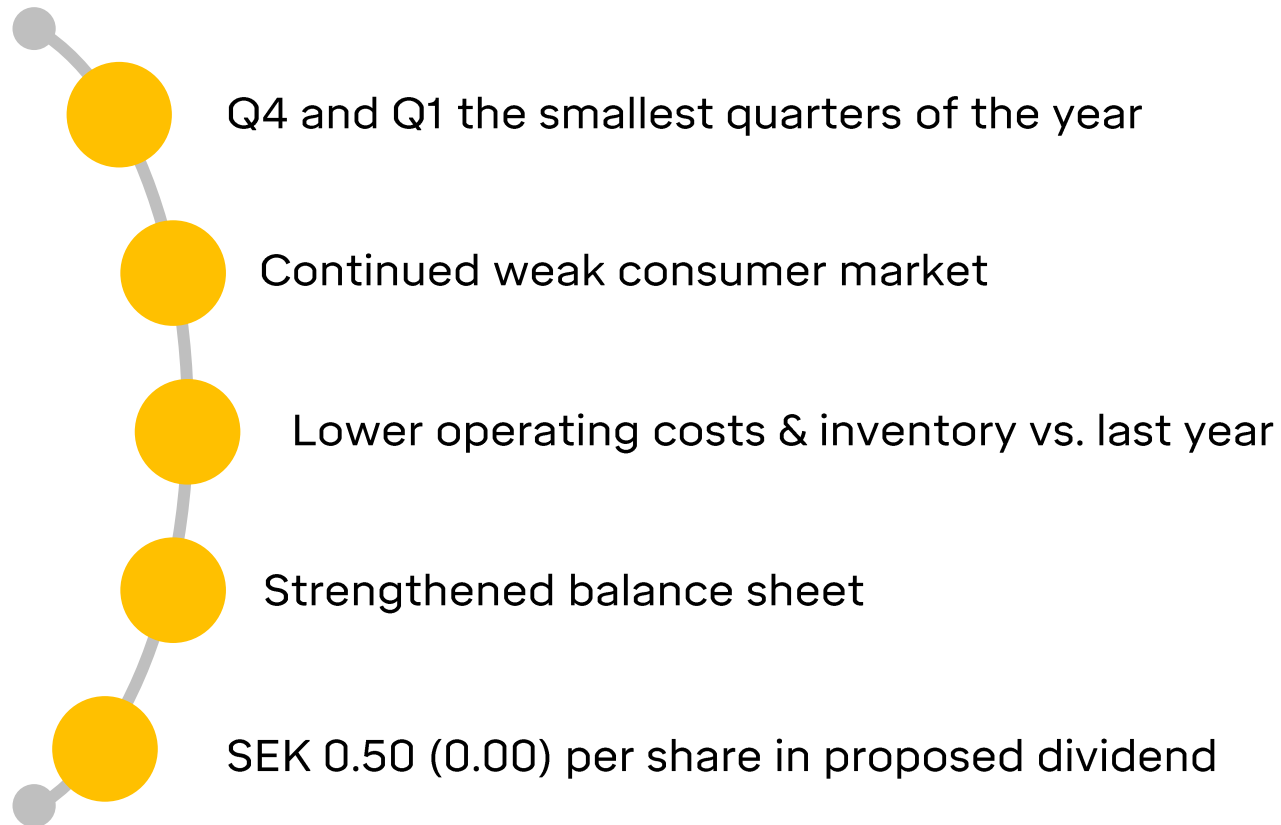 Q4 and Q1 the smallest quarters of the year
Continued weak consumer market
Lower operating costs & inventory vs. last year
Strengthened balance sheet
SEK 0.50 (0.00) per share in proposed dividend